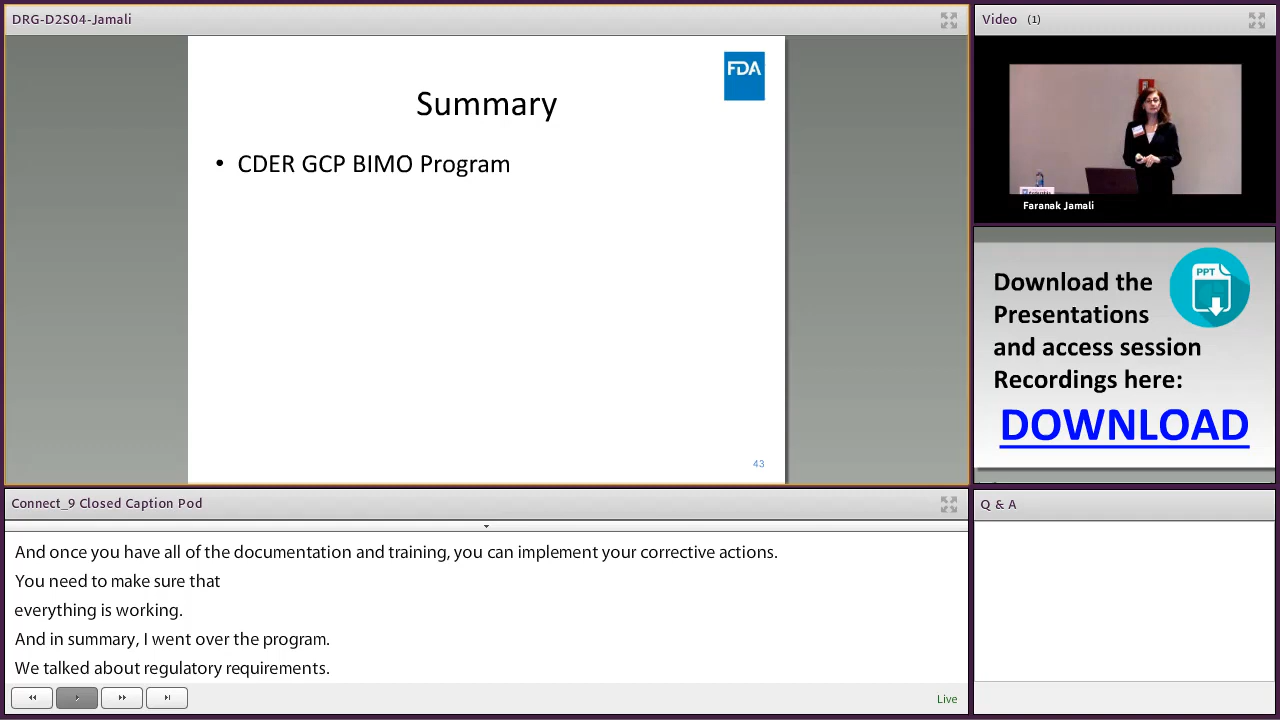 DRG-D2S04-Jamali
FDA
Summary
• CDER GCP BIMO Program
43
Video (1)
Faranak Jamali
PPT
Download the
Presentations
and access session
Recordings here:
DOWNLOAD
Connect_9 Closed Caption Pod
And once you have all of the documentation and training, you can implement your corrective actions.
You need to make sure that
everything is working.
And in summary, I went over the program.
We talked about regulatory requirements.
Live
Q & A